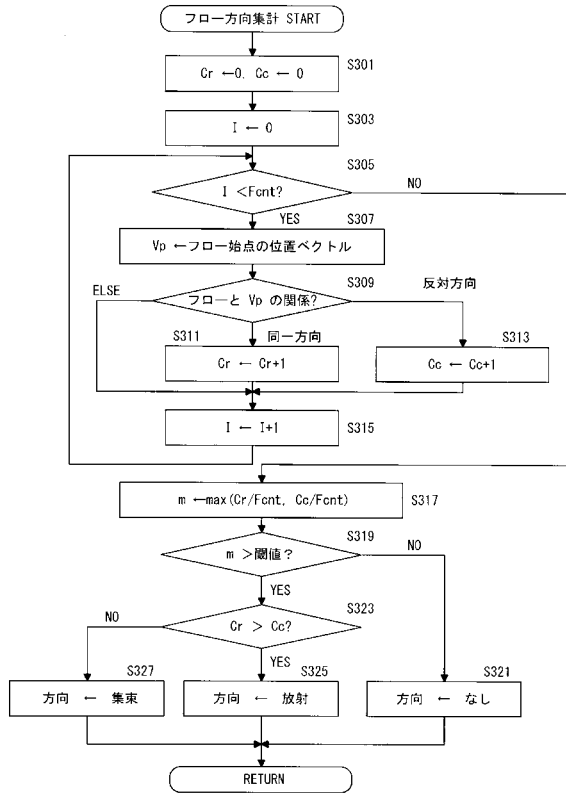 フロー方向集計 START
Cr ←0. Cc ← 0
S301
I ← 0
S303
S305
I <Fcnt?
NO
YES
S307
Vp ←フロー始点の位置ベクトル
S309
ELSE
フローと Vp の関係?
反対方向
S311
同一方向
S313
Cr ← Cr+1
Cc ← Cc+1
I ← I+1
S315
m ←max(Cr/Fcnt, Cc/Fcnt)
S317
S319
m >閾値?
NO
YES
S323
Cr > Cc?
NO
YES
S327
S325
S321
方向 ← 集束
方向 ← 放射
方向 ← なし
RETURN